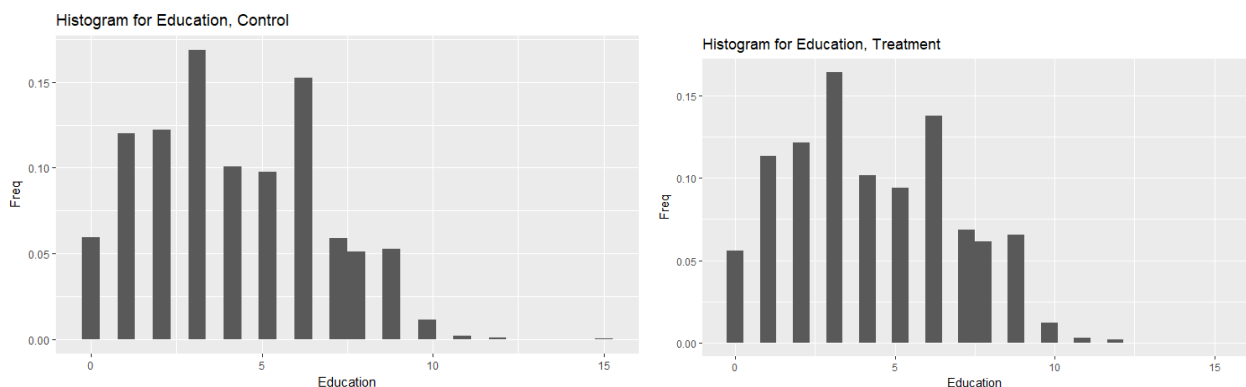 Histogram for Education, Control
0.15
0.10
0.05
0.00
Freq
0 5 10 15
Education
Histogram for Education, Treatment
0.15
0.10
0.05
0.00
Freq
0 5 10 15
Education